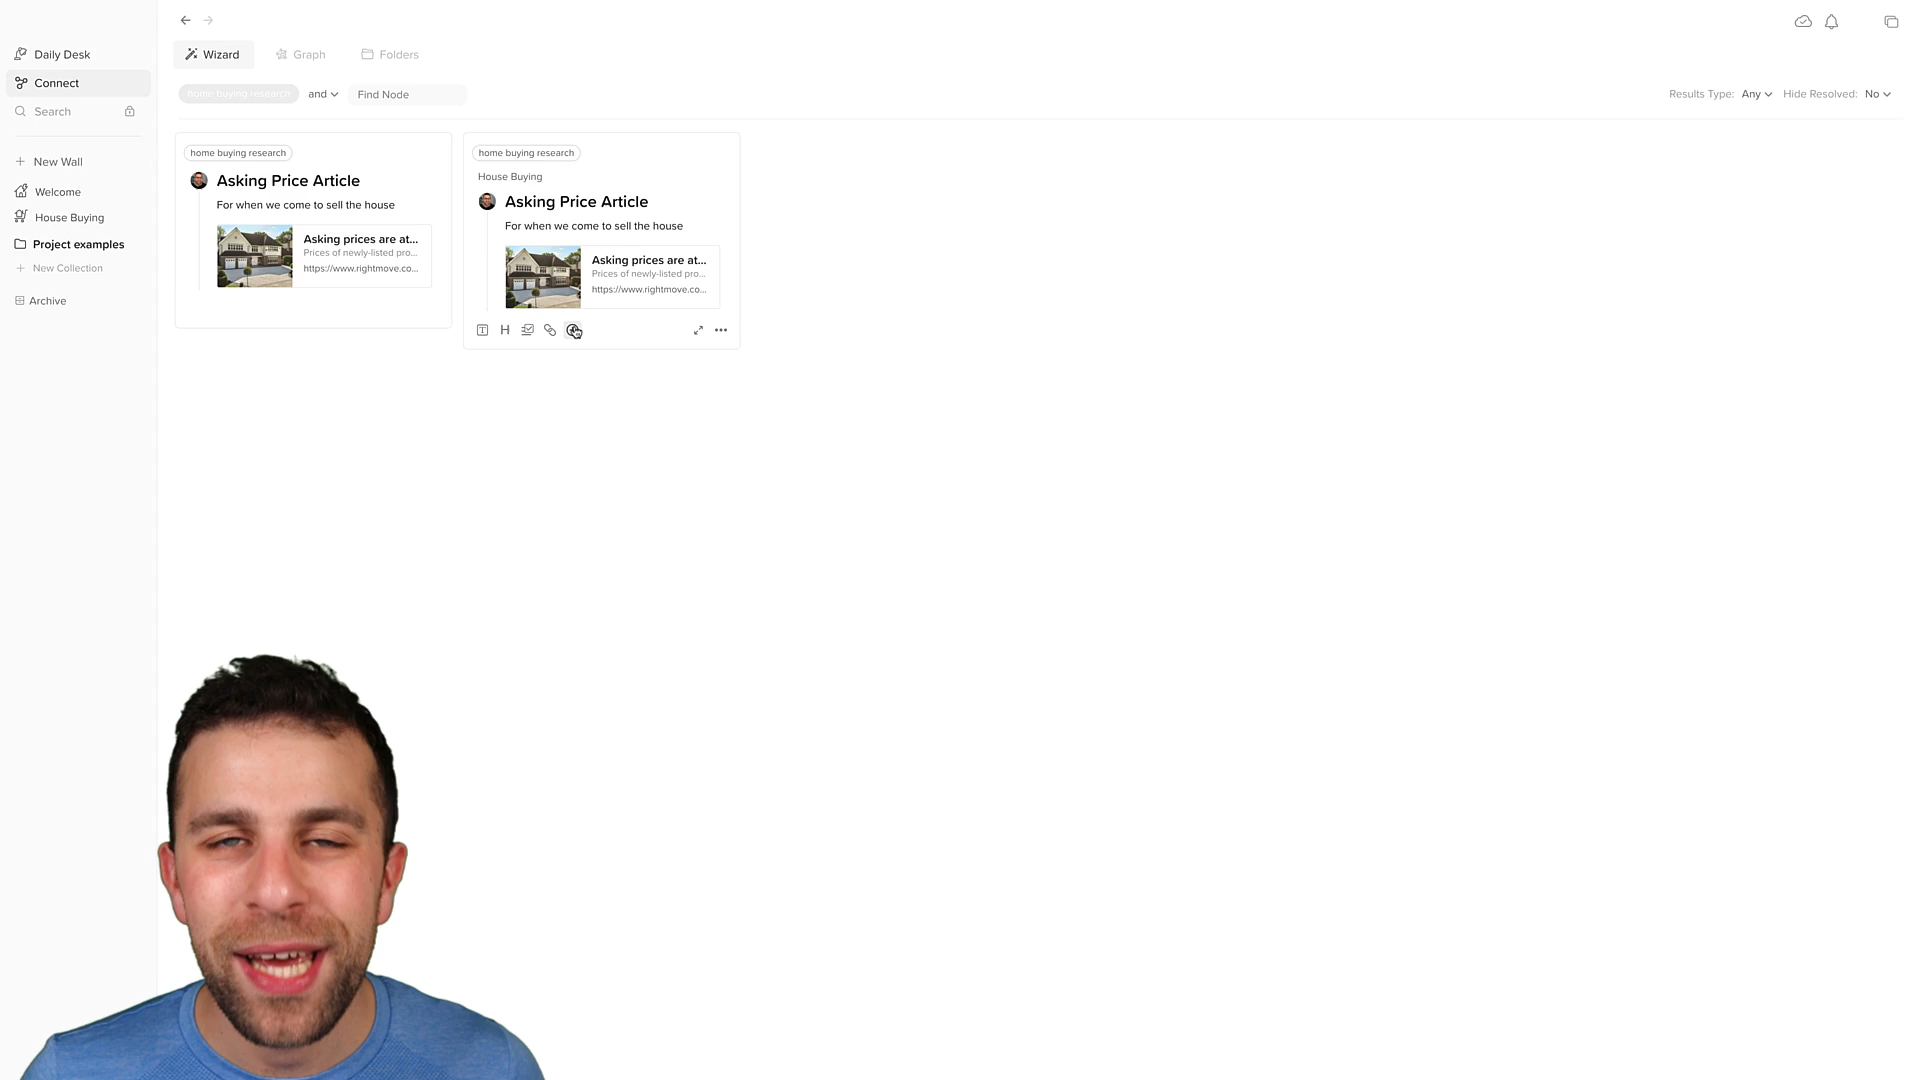 Daily Desk
Connect
Search
New Wall
Welcome
House Buying
Project examples
New Collection
Archive
Wizard
Graph
Folders
home buying research
and
Find Node
Results Type: Any
Hide Resolved: No
home buying research
Asking Price Article
For when we come to sell the house
Asking prices are at...
Prices of newly-listed pro...
https://www.rightmove.co...
home buying research
House Buying
Asking Price Article
For when we come to sell the house
Asking prices are at...
Prices of newly-listed pro...
https://www.rightmove.co...
H